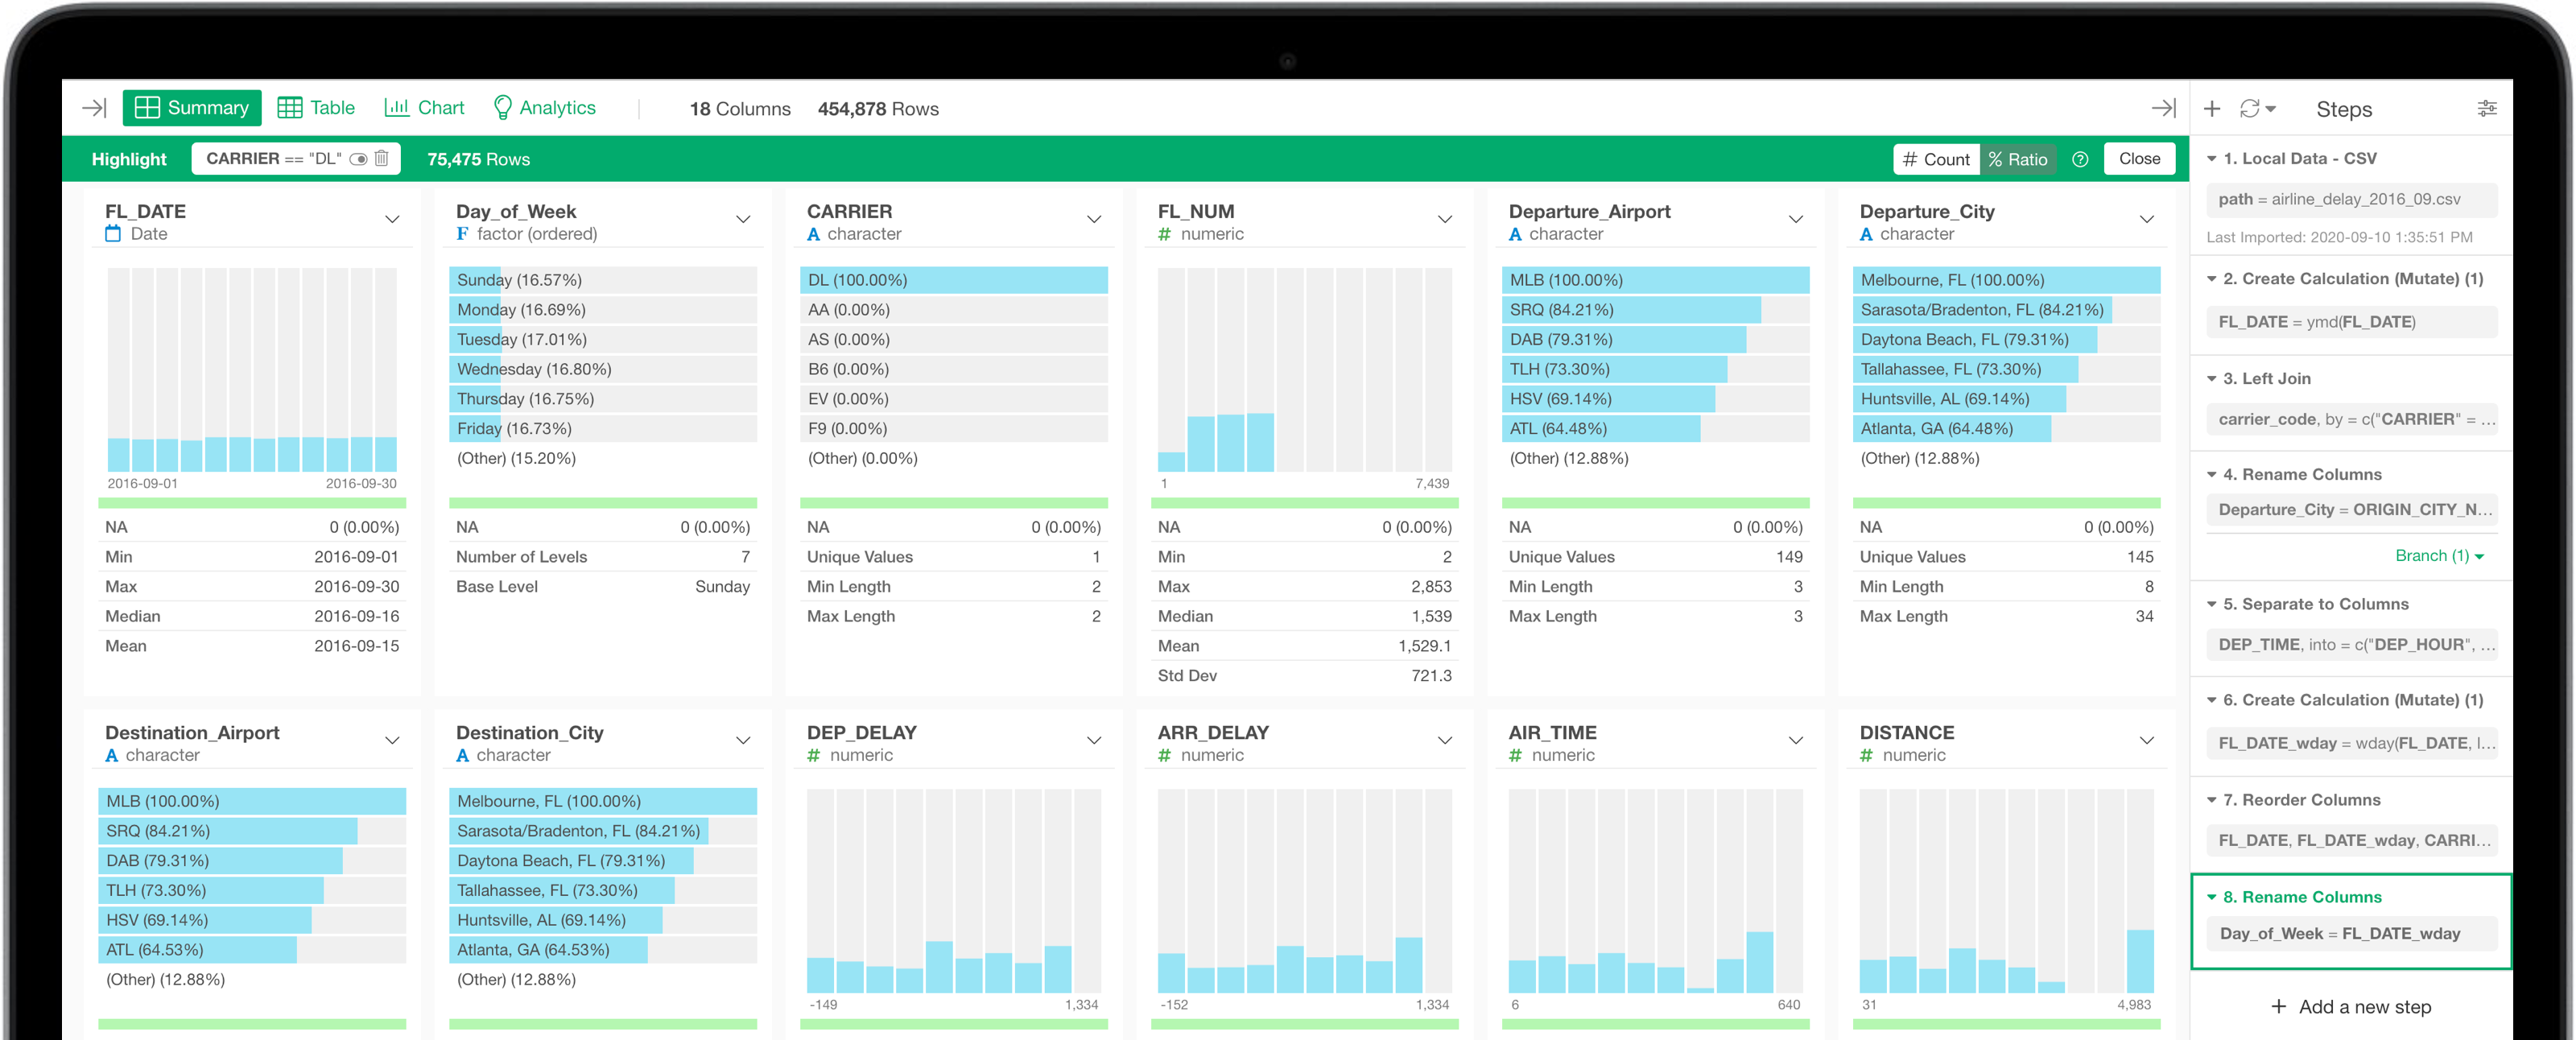 Summary Table Chart Analytics 18 Columns 454,878 Rows
Highlight CARRIER == "DL" 75,475 Rows # Count % Ratio ? Close
FL_DATE
Date
2016-09-01 2016-09-30
NA 0 (0.00%)
Min 2016-09-01
Max 2016-09-30
Median 2016-09-16
Mean 2016-09-15
Day_of_Week
F factor (ordered)
Sunday (16.57%)
Monday (16.69%)
Tuesday (17.01%)
Wednesday (16.80%)
Thursday (16.75%)
Friday (16.73%)
(Other) (15.20%)
NA 0 (0.00%)
Number of Levels 7
Base Level Sunday
CARRIER
A character
DL (100.00%)
AA (0.00%)
AS (0.00%)
B6 (0.00%)
EV (0.00%)
F9 (0.00%)
(Other) (0.00%)
NA 0 (0.00%)
Unique Values 1
Min Length 2
Max Length 2
FL_NUM
# numeric
1 7,439
NA 0 (0.00%)
Min 2
Max 2,853
Median 1,539
Mean 1,529.1
Std Dev 721.3
Departure_Airport
A character
MLB (100.00%)
SRQ (84.21%)
DAB (79.31%)
TLH (73.30%)
HSV (69.14%)
ATL (64.48%)
(Other) (12.88%)
NA 0 (0.00%)
Unique Values 149
Min Length 3
Max Length 3
Departure_City
A character
Melbourne, FL (100.00%)
Sarasota/Bradenton, FL (84.21%)
Daytona Beach, FL (79.31%)
Tallahassee, FL (73.30%)
Huntsville, AL (69.14%)
Atlanta, GA (64.48%)
(Other) (12.88%)
NA 0 (0.00%)
Unique Values 145
Min Length 8
Max Length 34
Destination_Airport
A character
MLB (100.00%)
SRQ (84.21%)
DAB (79.31%)
TLH (73.30%)
HSV (69.14%)
ATL (64.53%)
(Other) (12.88%)
Destination_City
A character
Melbourne, FL (100.00%)
Sarasota/Bradenton, FL (84.21%)
Daytona Beach, FL (79.31%)
Tallahassee, FL (73.30%)
Huntsville, AL (69.14%)
Atlanta, GA (64.53%)
(Other) (12.88%)
DEP_DELAY
# numeric
-149 1,334
ARR_DELAY
# numeric
-152 1,334
AIR_TIME
# numeric
6 640
DISTANCE
# numeric
31 4,983
Steps
1. Local Data - CSV
path = airline_delay_2016_09.csv
Last Imported: 2020-09-10 1:35:51 PM
2. Create Calculation (Mutate) (1)
FL_DATE = ymd(FL_DATE)
3. Left Join
carrier_code, by = c("CARRIER" = ...
4. Rename Columns
Departure_City = ORIGIN_CITY_N...
Branch (1)
5. Separate to Columns
DEP_TIME, into = c("DEP_HOUR", ...
6. Create Calculation (Mutate) (1)
FL_DATE_wday = wday(FL_DATE, l...
7. Reorder Columns
FL_DATE, FL_DATE_wday, CARRI...
8. Rename Columns
Day_of_Week = FL_DATE_wday
+ Add a new step